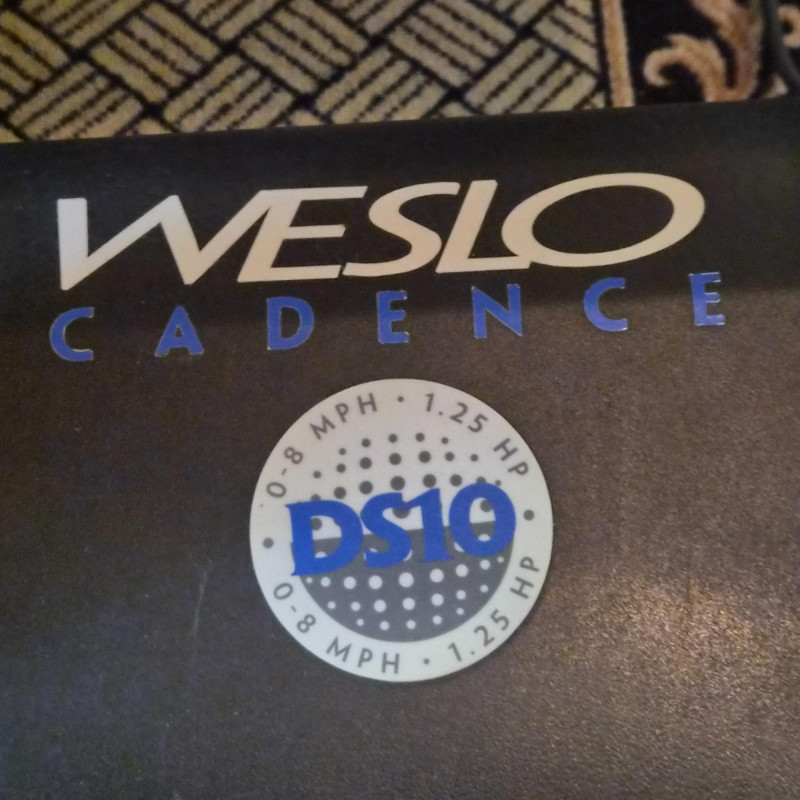 WESLO
CADENCE
0-8 MPH · 1.25 HP
DS10
0-8 MPH · 1.25 HP